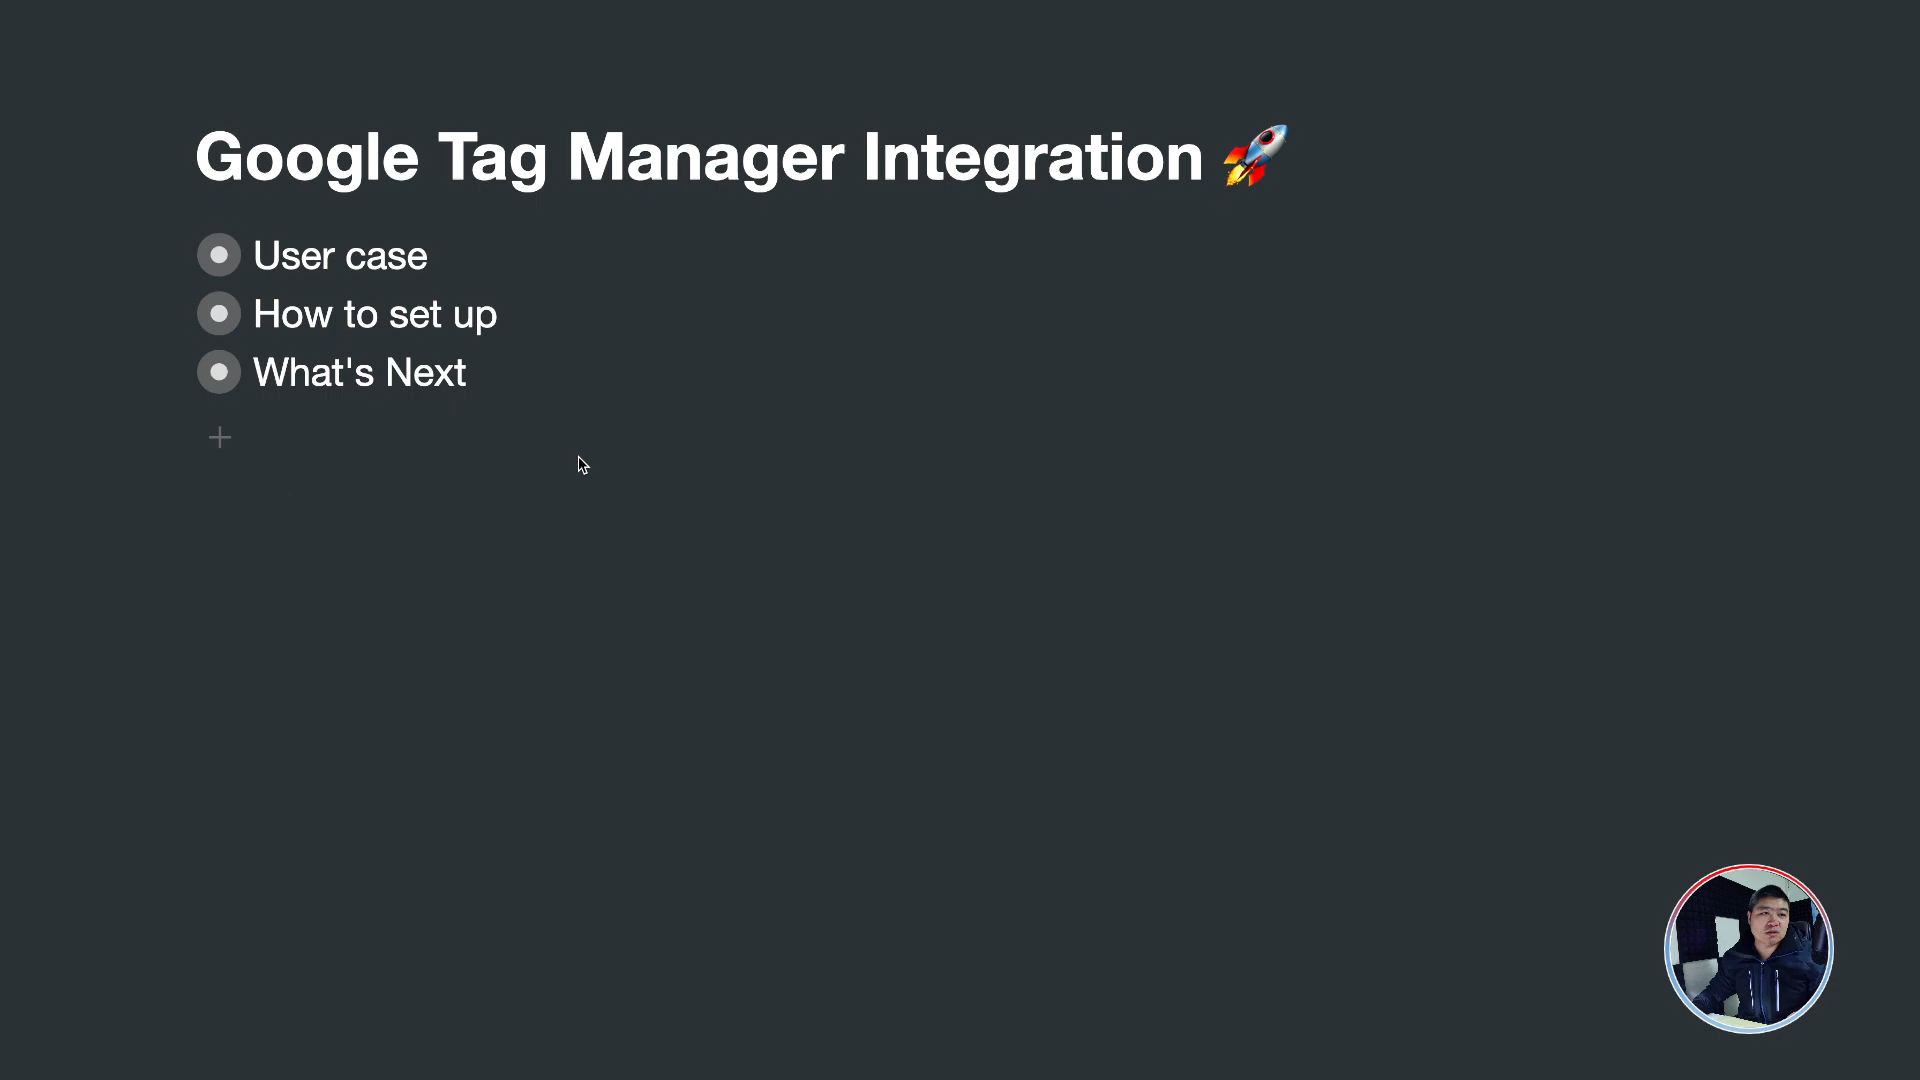 Google Tag Manager Integration 🚀
User case
How to set up
What's Next